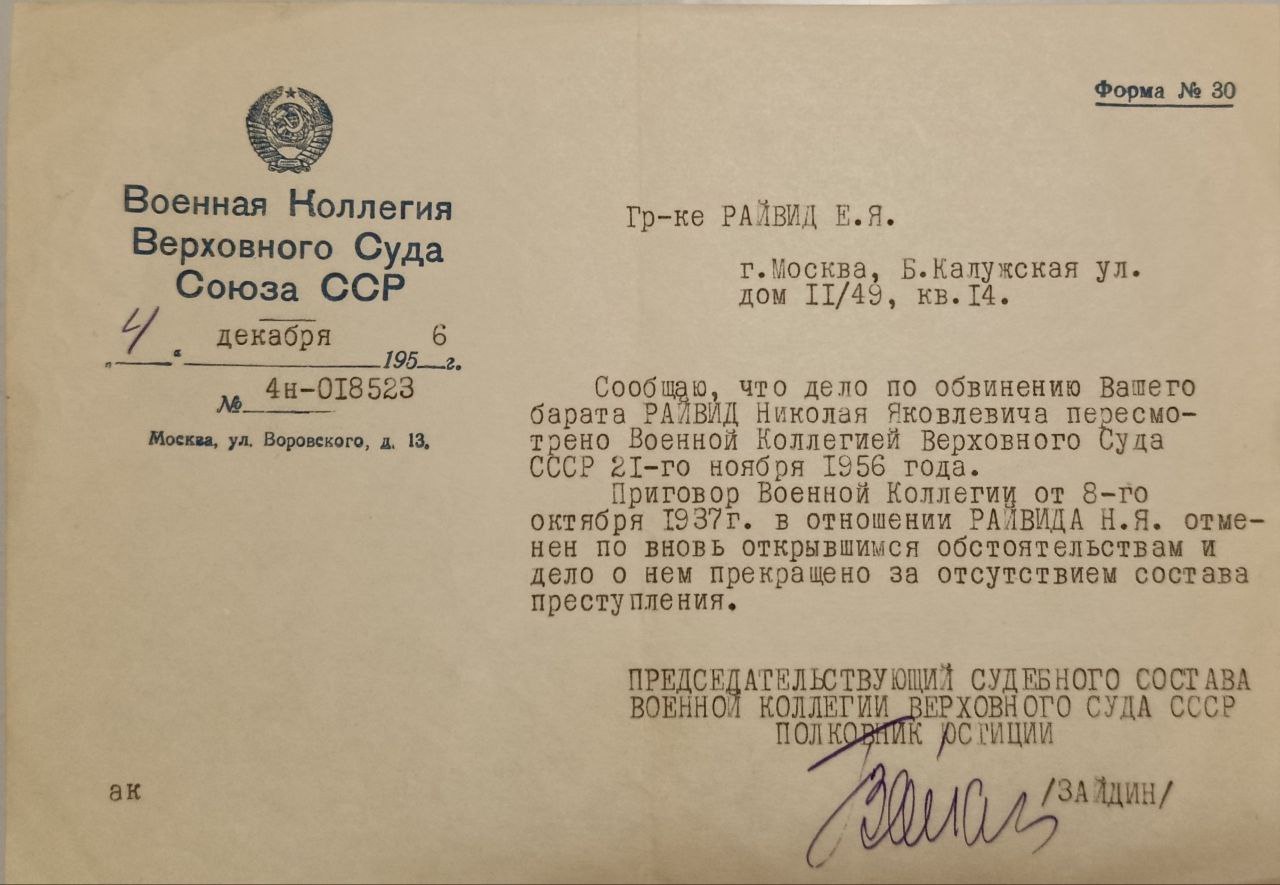 Форма № 30
Военная Коллегия
Верховного Суда
Союза ССР
„4“ декабря 1956г.
№ 4н-018523
Москва, ул. Воровского, д. 13.
Гр-ке РАЙВИД Е.Я.
г.Москва, Б.Калужская ул.
дом II/49, кв.I4.
Сообщаю, что дело по обвинению Вашего
барата РАЙВИД Николая Яковлевича пересмо-
трено Военной Коллегией Верховного Суда
СССР 21-го ноября 1956 года.
Приговор Военной Коллегии от 8-го
октября 1937г. в отношении РАЙВИДА Н.Я. отме-
нен по вновь открывшимся обстоятельствам и
дело о нем прекращено за отсутствием состава
преступления.
ПРЕДСЕДАТЕЛЬСТВУЮЩИЙ СУДЕБНОГО СОСТАВА
ВОЕННОЙ КОЛЛЕГИИ ВЕРХОВНОГО СУДА СССР
ПОЛКОВНИК ЮСТИЦИИ
/ЗАЙДИН/
ак